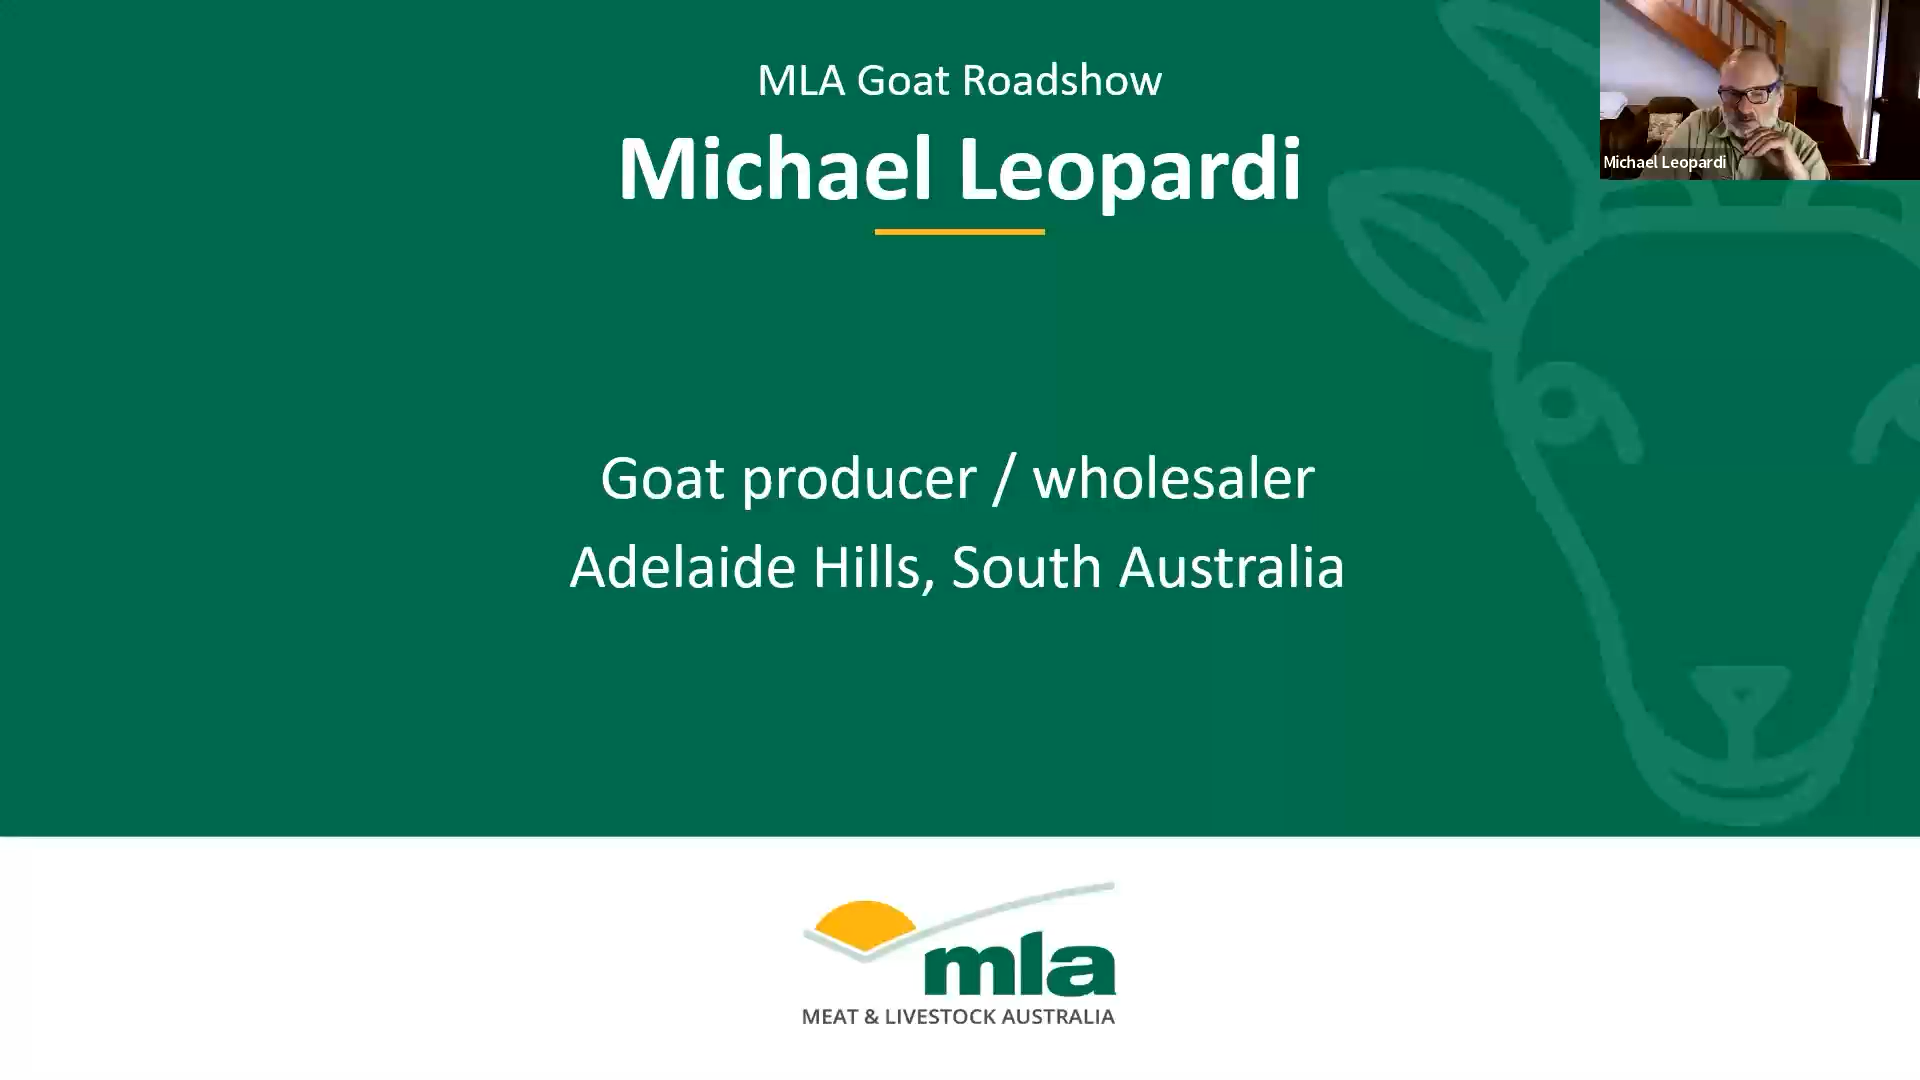 MLA Goat Roadshow
Michael Leopardi
Michael Leopardi
Goat producer / wholesaler
Adelaide Hills, South Australia
mla
MEAT & LIVESTOCK AUSTRALIA